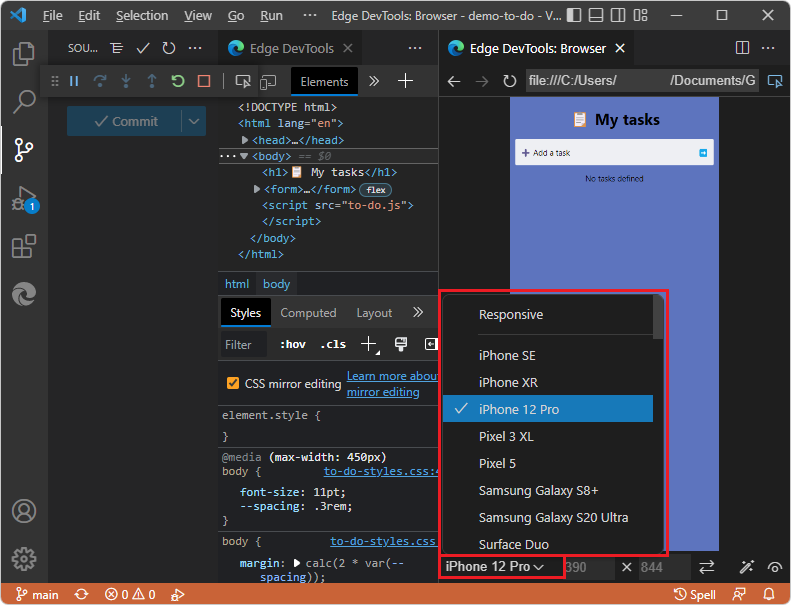 File Edit Selection View Go Run ··· Edge DevTools: Browser - demo-to-do - V...
SOU...
Edge DevTools
Edge DevTools: Browser
Elements
file:///C:/Users/ /Documents/G
Commit
<!DOCTYPE html>
<html lang="en">
<head>…</head>
<body> == $0
<h1>📋 My tasks</h1>
<form>…</form> flex
<script src="to-do.js">
</script>
</body>
</html>
html body
Styles Computed Layout
Filter :hov .cls
CSS mirror editing Learn more about
mirror editing
element.style {
}
@media (max-width: 450px)
body { to-do-styles.css:4
font-size: 11pt;
--spacing: .3rem;
}
body { to-do-styles.css
margin: calc(2 * var(--
spacing));
📋 My tasks
+ Add a task
No tasks defined
Responsive
iPhone SE
iPhone XR
iPhone 12 Pro
Pixel 3 XL
Pixel 5
Samsung Galaxy S8+
Samsung Galaxy S20 Ultra
Surface Duo
iPhone 12 Pro 390 × 844
1
main 0 0 Spell